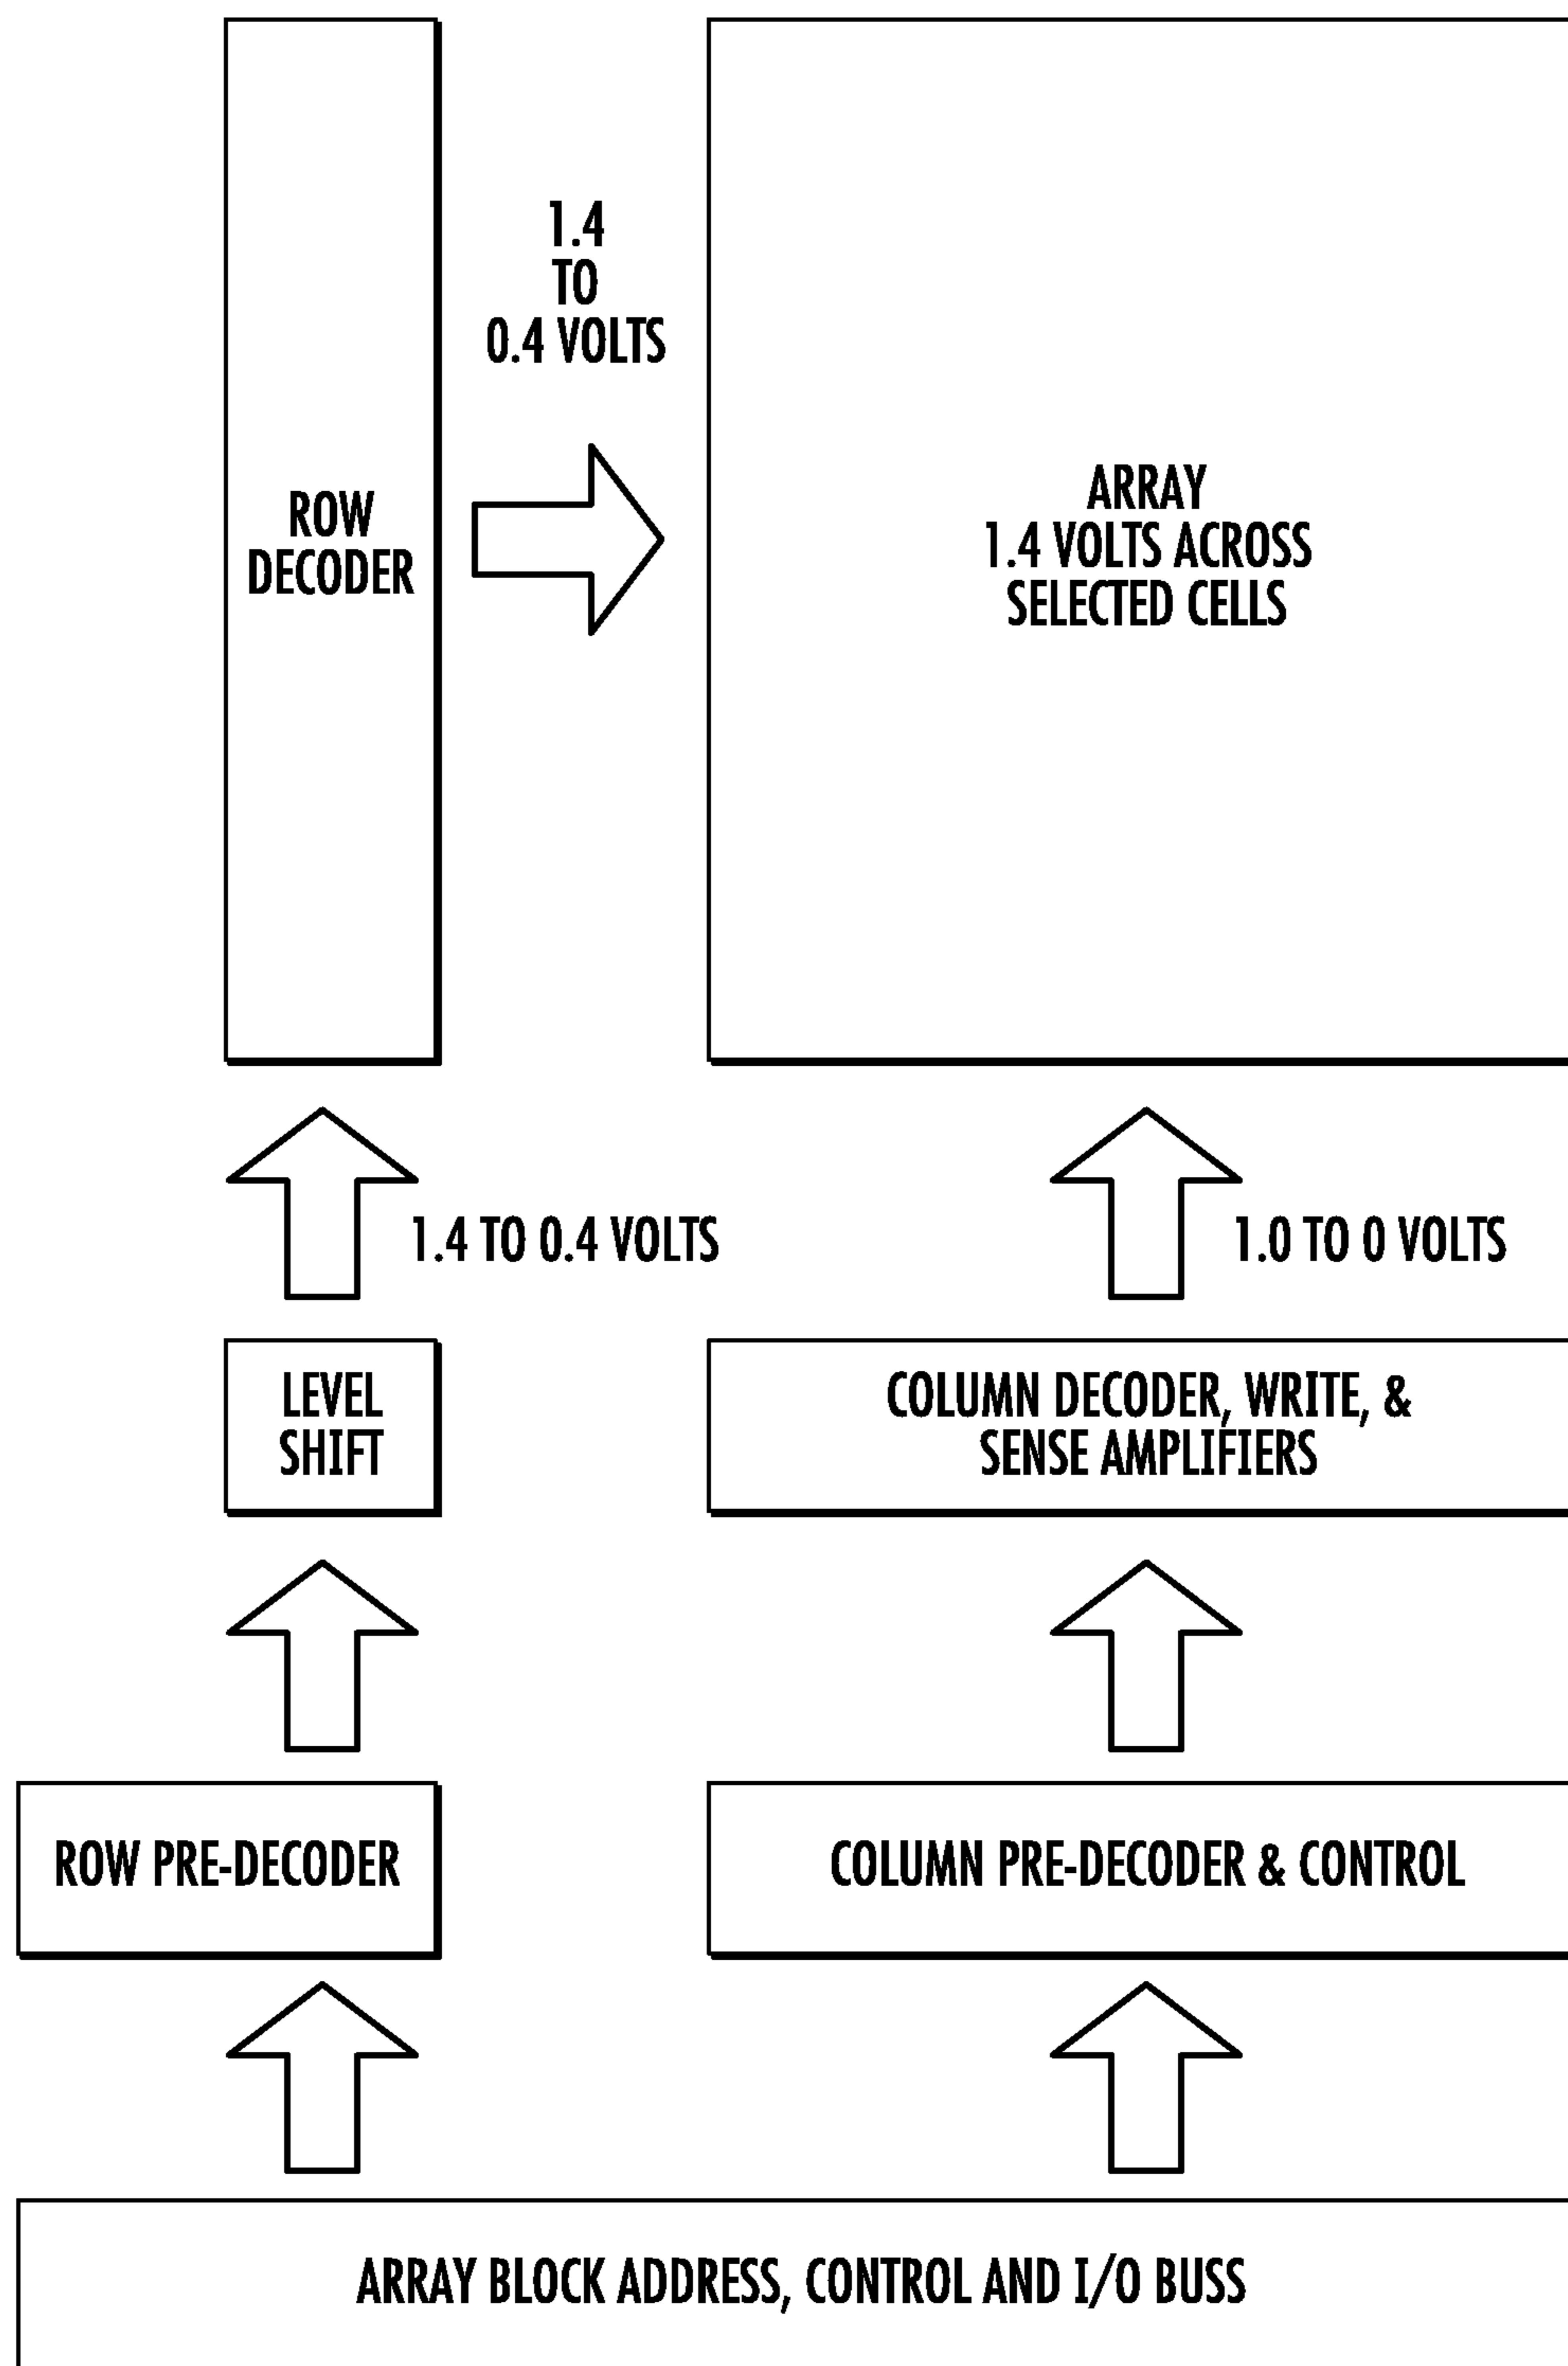 1.4
TO
0.4 VOLTS
ROW
DECODER
ARRAY
1.4 VOLTS ACROSS
SELECTED CELLS
1.4 TO 0.4 VOLTS
1.0 TO 0 VOLTS
LEVEL
SHIFT
COLUMN DECODER, WRITE, &
SENSE AMPLIFIERS
ROW PRE-DECODER
COLUMN PRE-DECODER & CONTROL
ARRAY BLOCK ADDRESS, CONTROL AND I/O BUSS